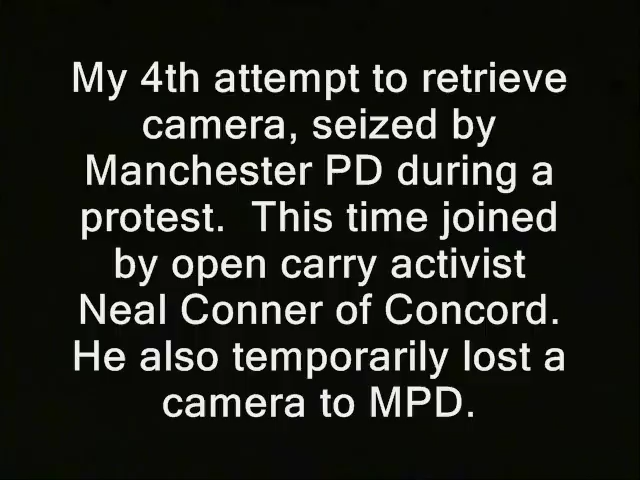 My 4th attempt to retrieve
camera, seized by
Manchester PD during a
protest.  This time joined
by open carry activist
Neal Conner of Concord.
He also temporarily lost a
camera to MPD.